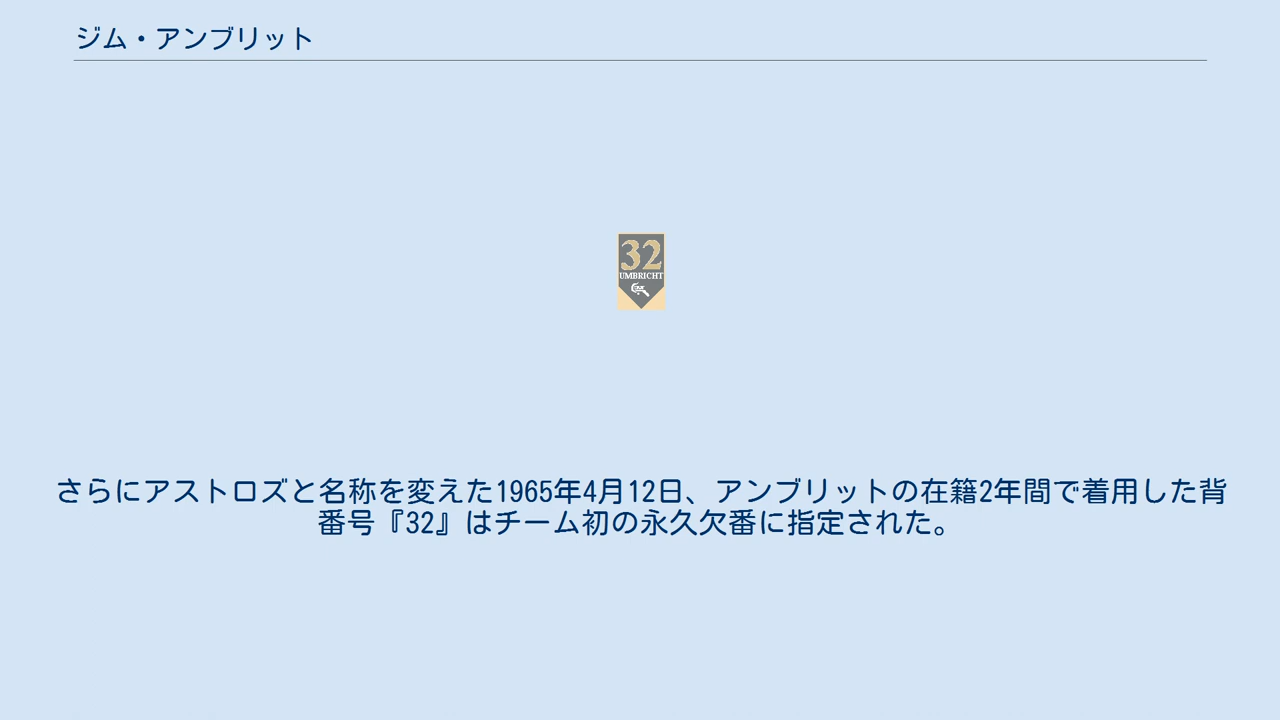 ジム・アンブリット
32
UMBRICHT
さらにアストロズと名称を変えた1965年4月12日、アンブリットの在籍2年間で着用した背
番号『32』はチーム初の永久欠番に指定された。